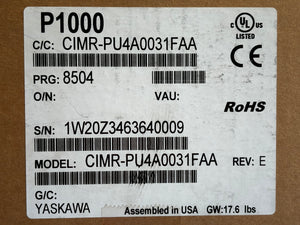 P1000
C UL US
LISTED
C/C: CIMR-PU4A0031FAA
PRG: 8504
O/N: VAU:
RoHS
S/N: 1W20Z3463640009
MODEL: CIMR-PU4A0031FAA REV: E
G/C:
YASKAWA Assembled in USA GW:17.6 lbs